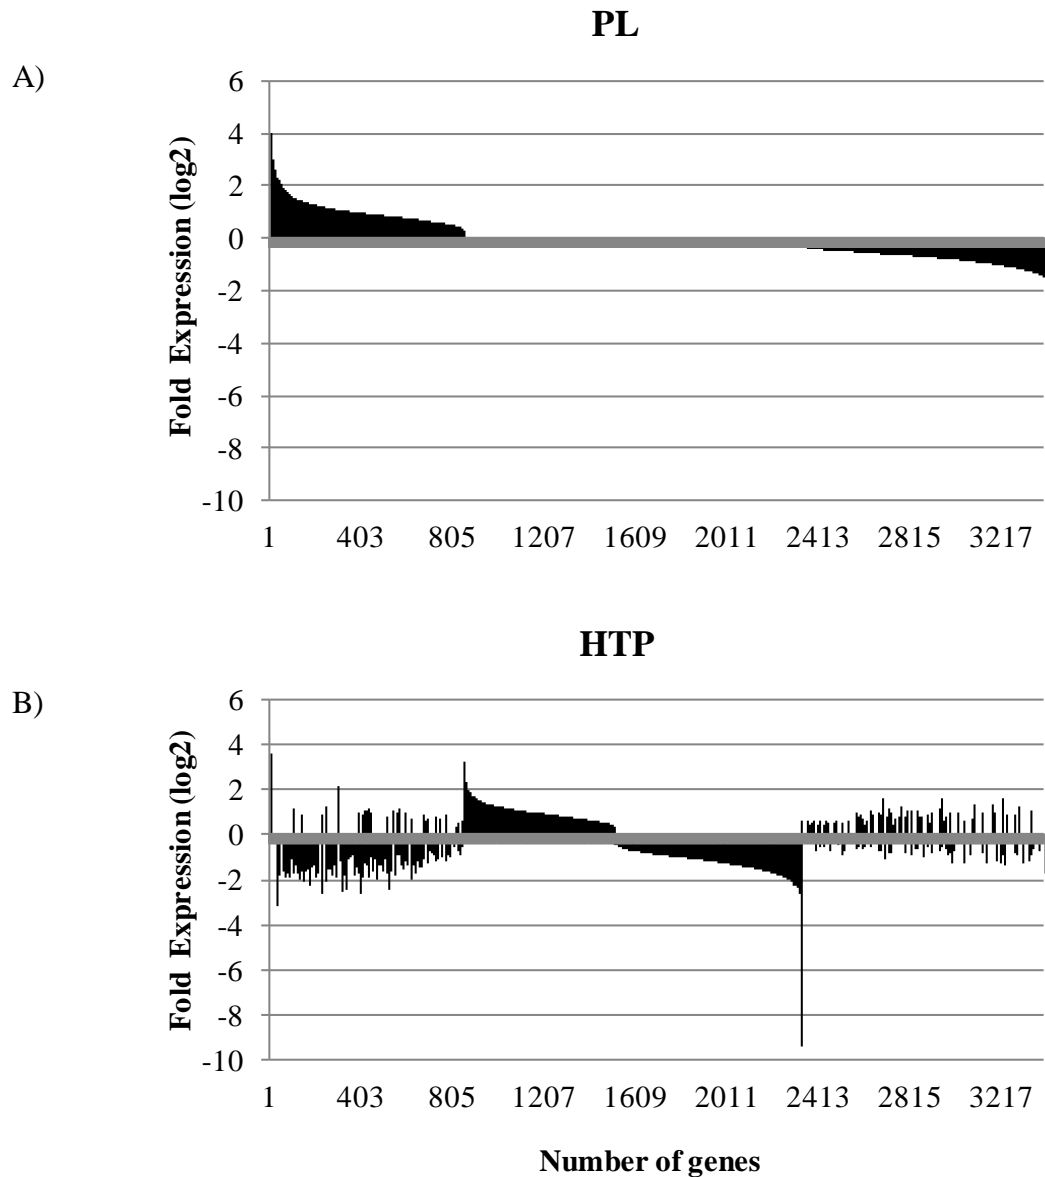 PL
A)
Fold Expression (log2)
6
4
2
0
-2
-4
-6
-8
-10
1 403 805 1207 1609 2011 2413 2815 3217
HTP
B)
Fold Expression (log2)
6
4
2
0
-2
-4
-6
-8
-10
1 403 805 1207 1609 2011 2413 2815 3217
Number of genes